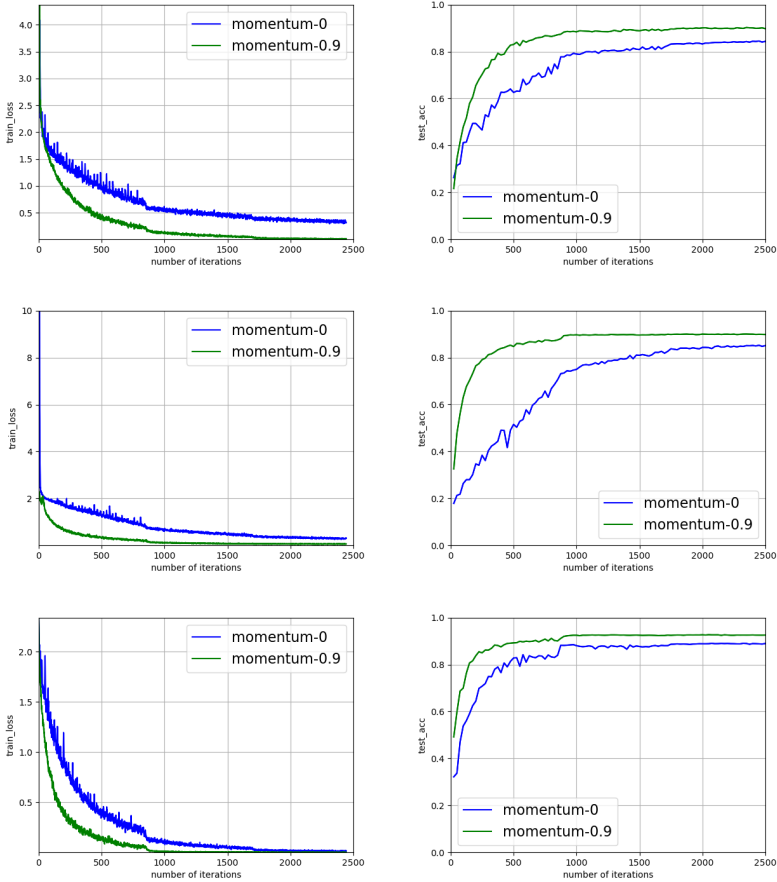 4.0
3.5
3.0
2.5
2.0
1.5
1.0
0.5
train_loss
momentum-0
momentum-0.9
0 500 1000 1500 2000 2500
number of iterations
1.0
0.8
0.6
0.4
0.2
0.0
test_acc
momentum-0
momentum-0.9
0 500 1000 1500 2000 2500
number of iterations
10
8
6
4
2
train_loss
momentum-0
momentum-0.9
0 500 1000 1500 2000 2500
number of iterations
1.0
0.8
0.6
0.4
0.2
0.0
test_acc
momentum-0
momentum-0.9
0 500 1000 1500 2000 2500
number of iterations
2.0
1.5
1.0
0.5
train_loss
momentum-0
momentum-0.9
0 500 1000 1500 2000 2500
number of iterations
1.0
0.8
0.6
0.4
0.2
0.0
test_acc
momentum-0
momentum-0.9
0 500 1000 1500 2000 2500
number of iterations